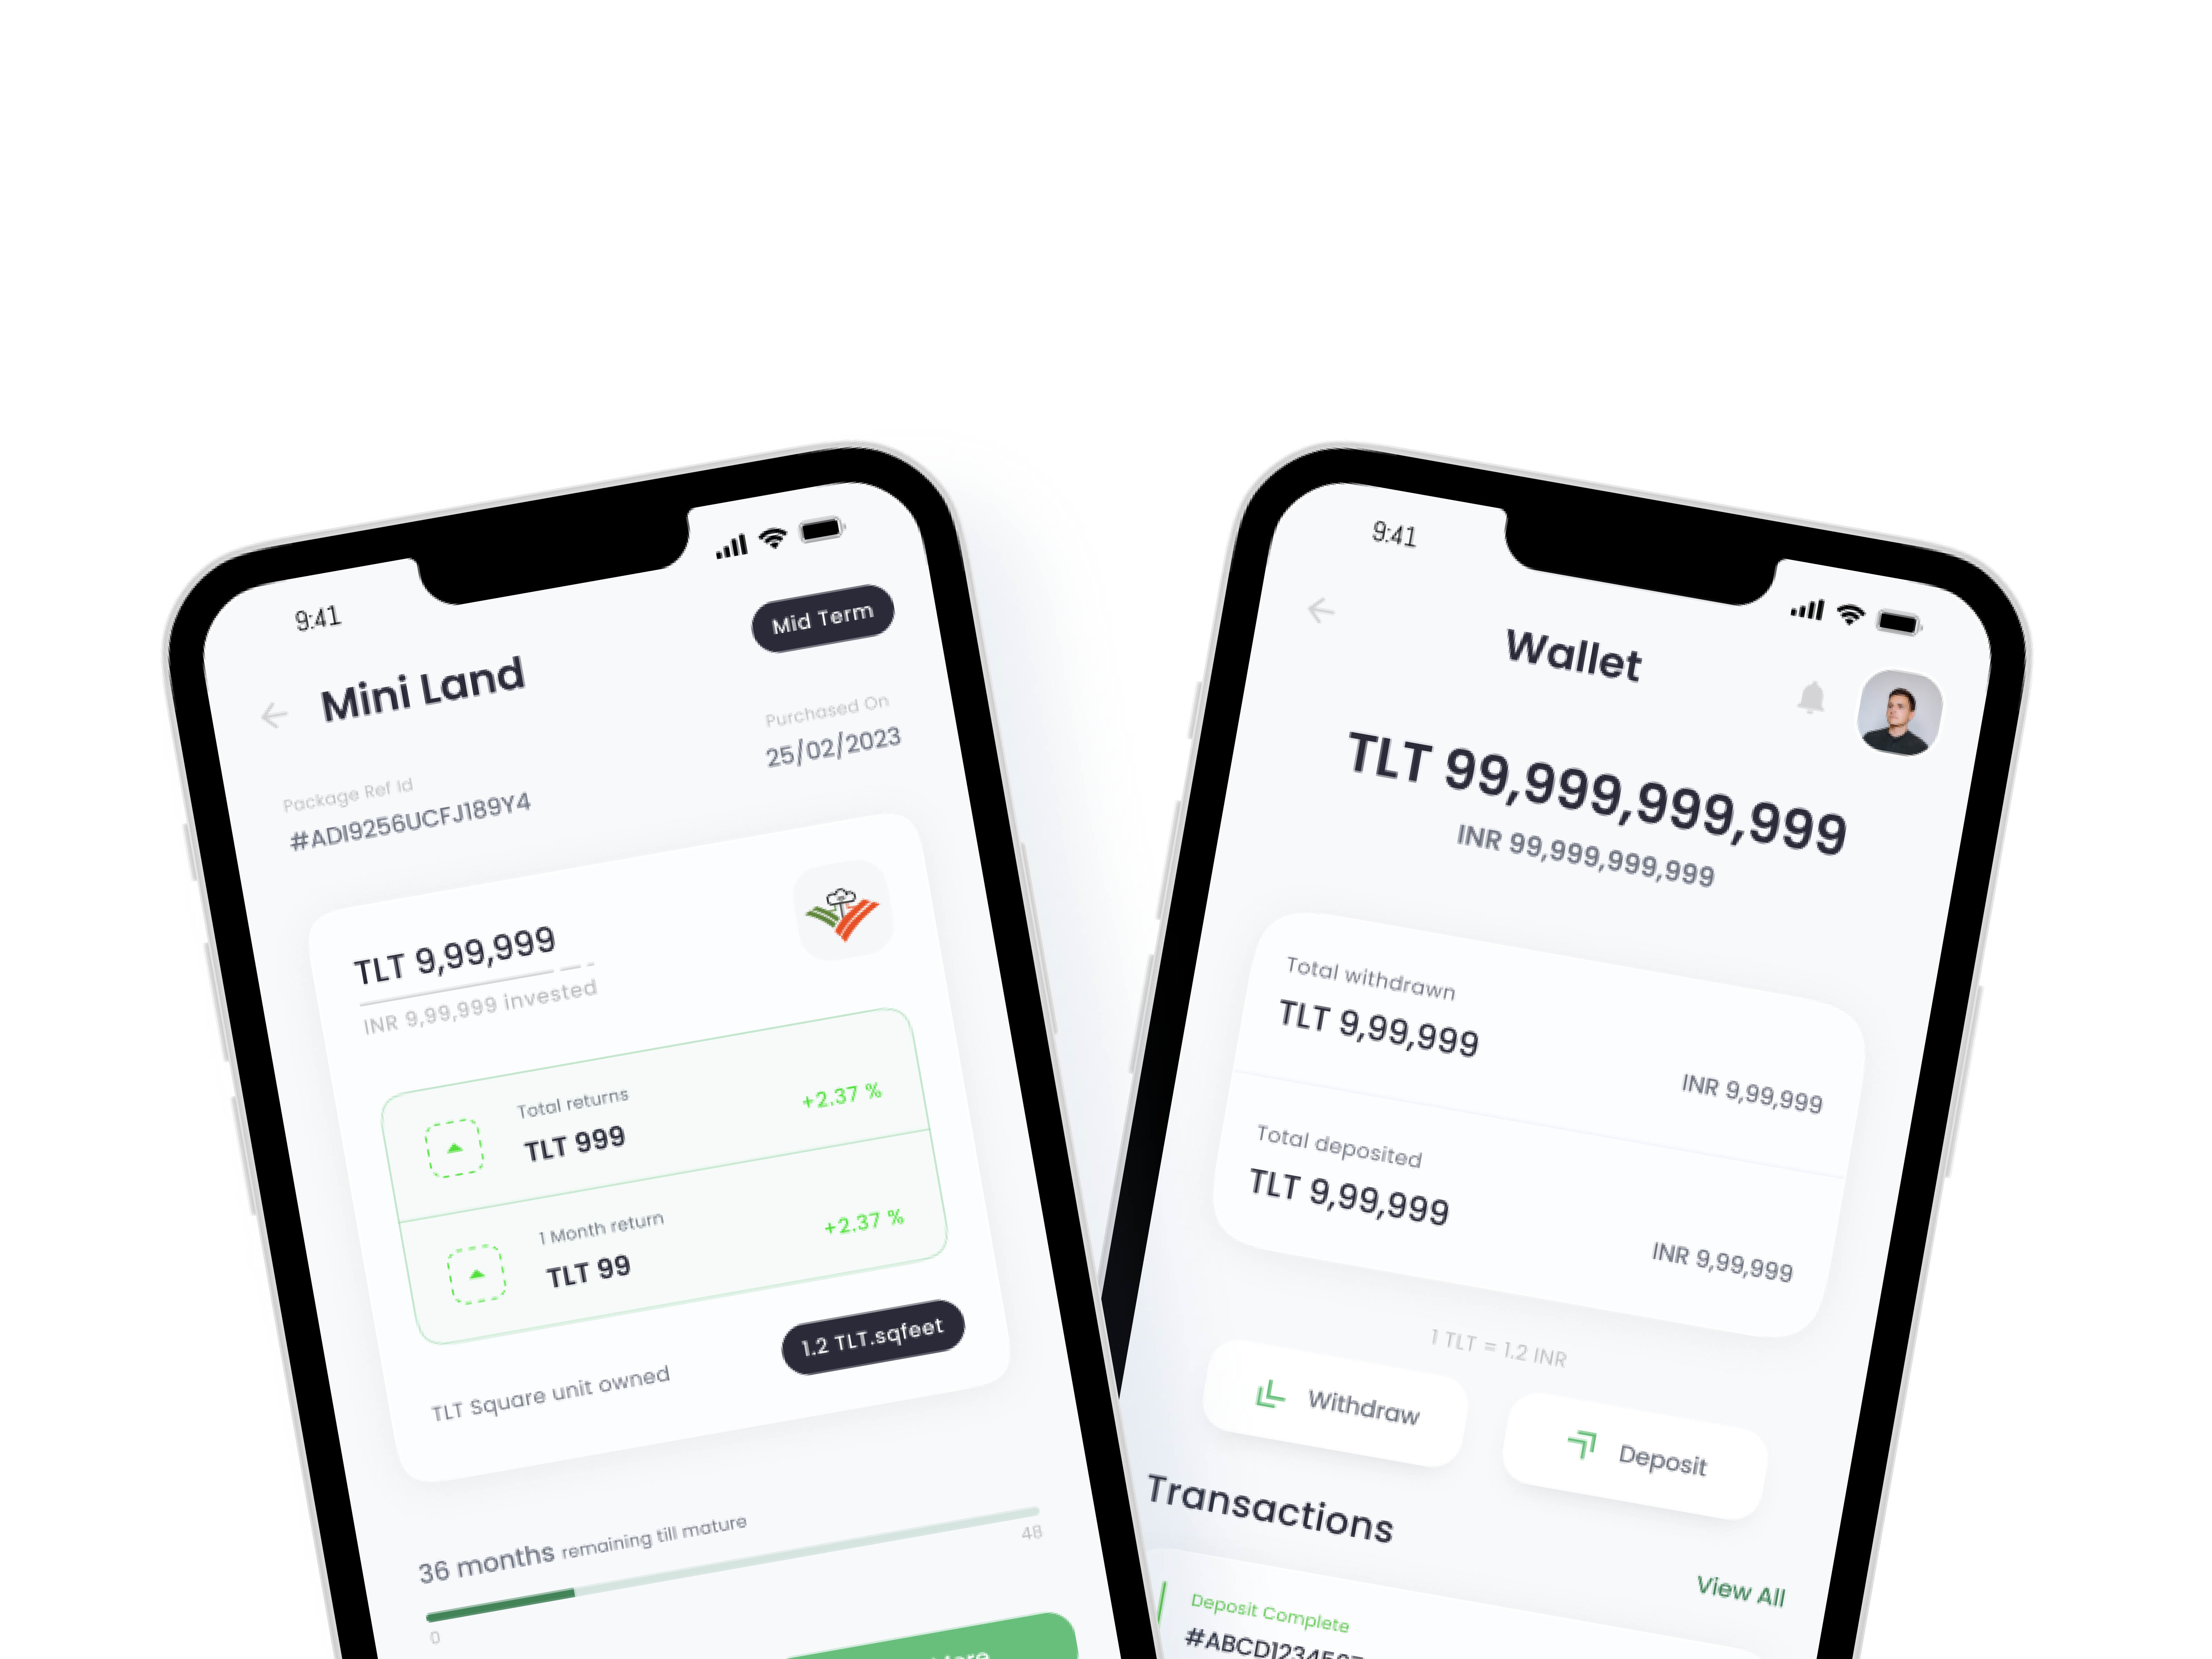 9:41
Mid Term
Mini Land
Purchased On
25/02/2023
Package Ref Id
#ADI9256UCFJ189Y4
TLT 9,99,999
INR 9,99,999 invested
Total returns
+2.37 %
TLT 999
1 Month return
+2.37 %
TLT 99
TLT Square unit owned
1.2 TLT.sqfeet
36 months remaining till mature
0
48
9:41
Wallet
TLT 99,999,999,999
INR 99,999,999,999
Total withdrawn
TLT 9,99,999
INR 9,99,999
Total deposited
TLT 9,99,999
INR 9,99,999
1 TLT = 1.2 INR
Withdraw
Deposit
Transactions
View All
Deposit Complete